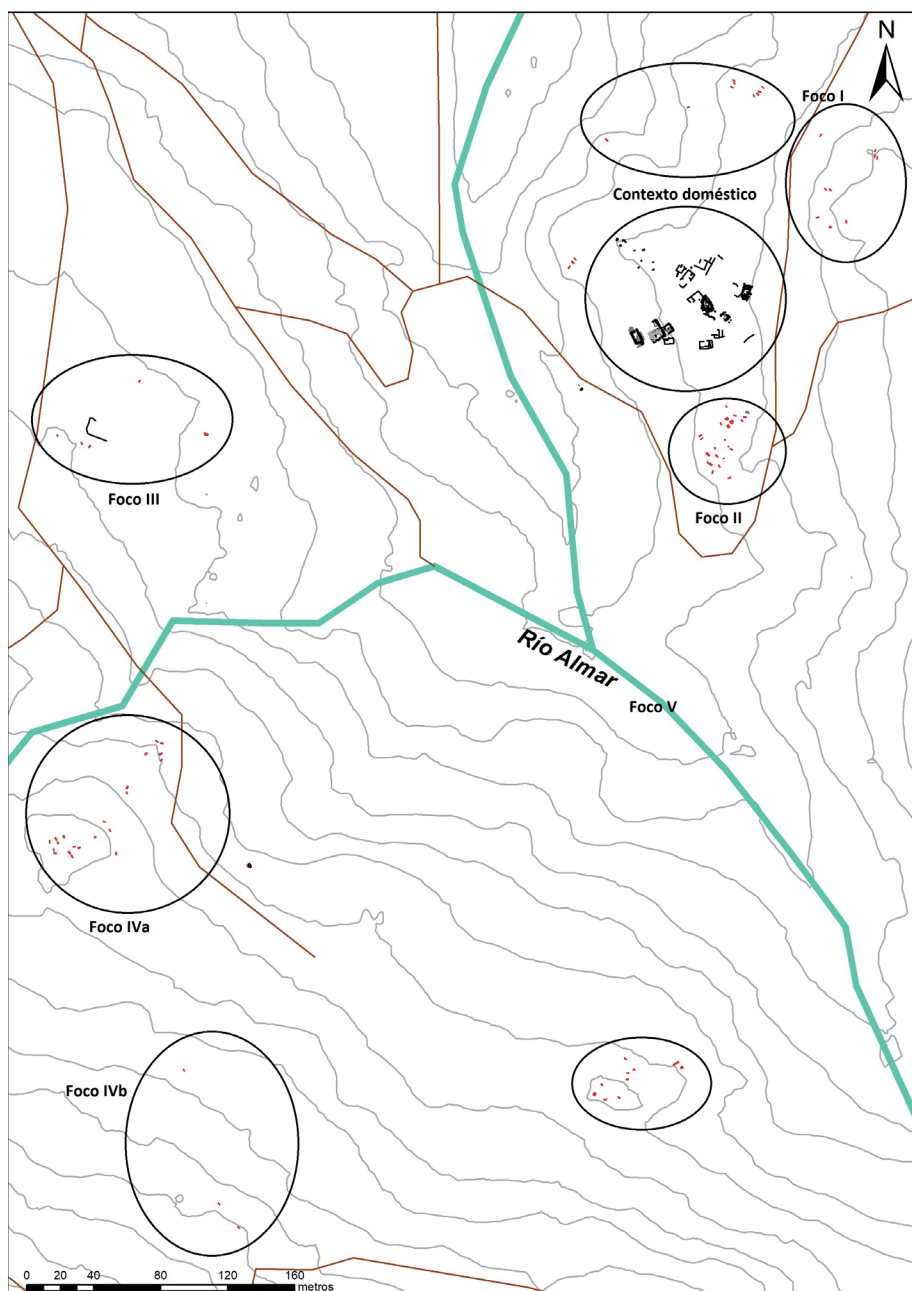 N
Foco I
Contexto doméstico
Foco III
Foco II
Río Almar
Foco V
Foco IVa
Foco IVb
0 20 40 80 120 160
metros